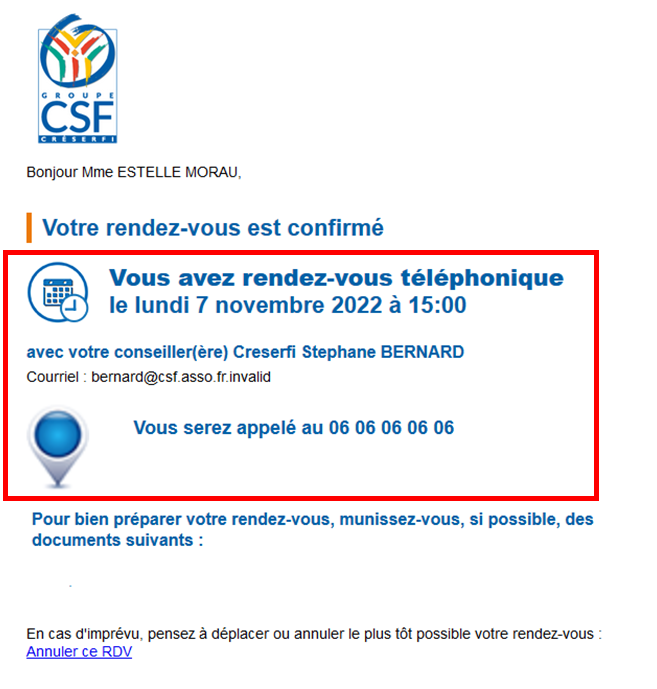 GROUPE
CSF
CRÉSERFI
Bonjour Mme ESTELLE MORAU,
Votre rendez-vous est confirmé
Vous avez rendez-vous téléphonique
le lundi 7 novembre 2022 à 15:00
avec votre conseiller(ère) Creserfi Stephane BERNARD
Courriel : bernard@csf.asso.fr.invalid
Vous serez appelé au 06 06 06 06 06
Pour bien préparer votre rendez-vous, munissez-vous, si possible, des
documents suivants :
.
En cas d'imprévu, pensez à déplacer ou annuler le plus tôt possible votre rendez-vous :
Annuler ce RDV